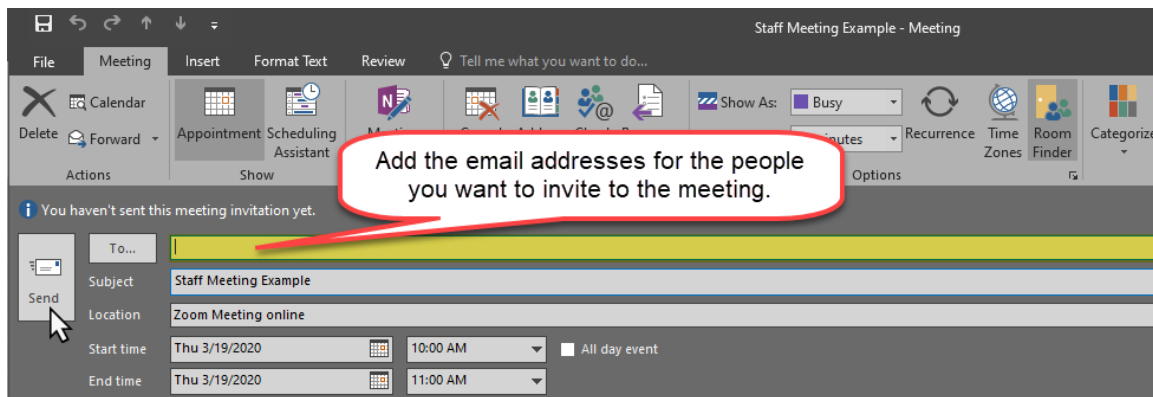 Staff Meeting Example - Meeting
File Meeting Insert Format Text Review Tell me what you want to do...
Calendar Show As: Busy
Delete Forward Appointment Scheduling Assistant Recurrence Time Zones Room Finder Categorize
Actions Show Options
Add the email addresses for the people
you want to invite to the meeting.
You haven't sent this meeting invitation yet.
To...
Subject Staff Meeting Example
Send
Location Zoom Meeting online
Start time Thu 3/19/2020 10:00 AM All day event
End time Thu 3/19/2020 11:00 AM